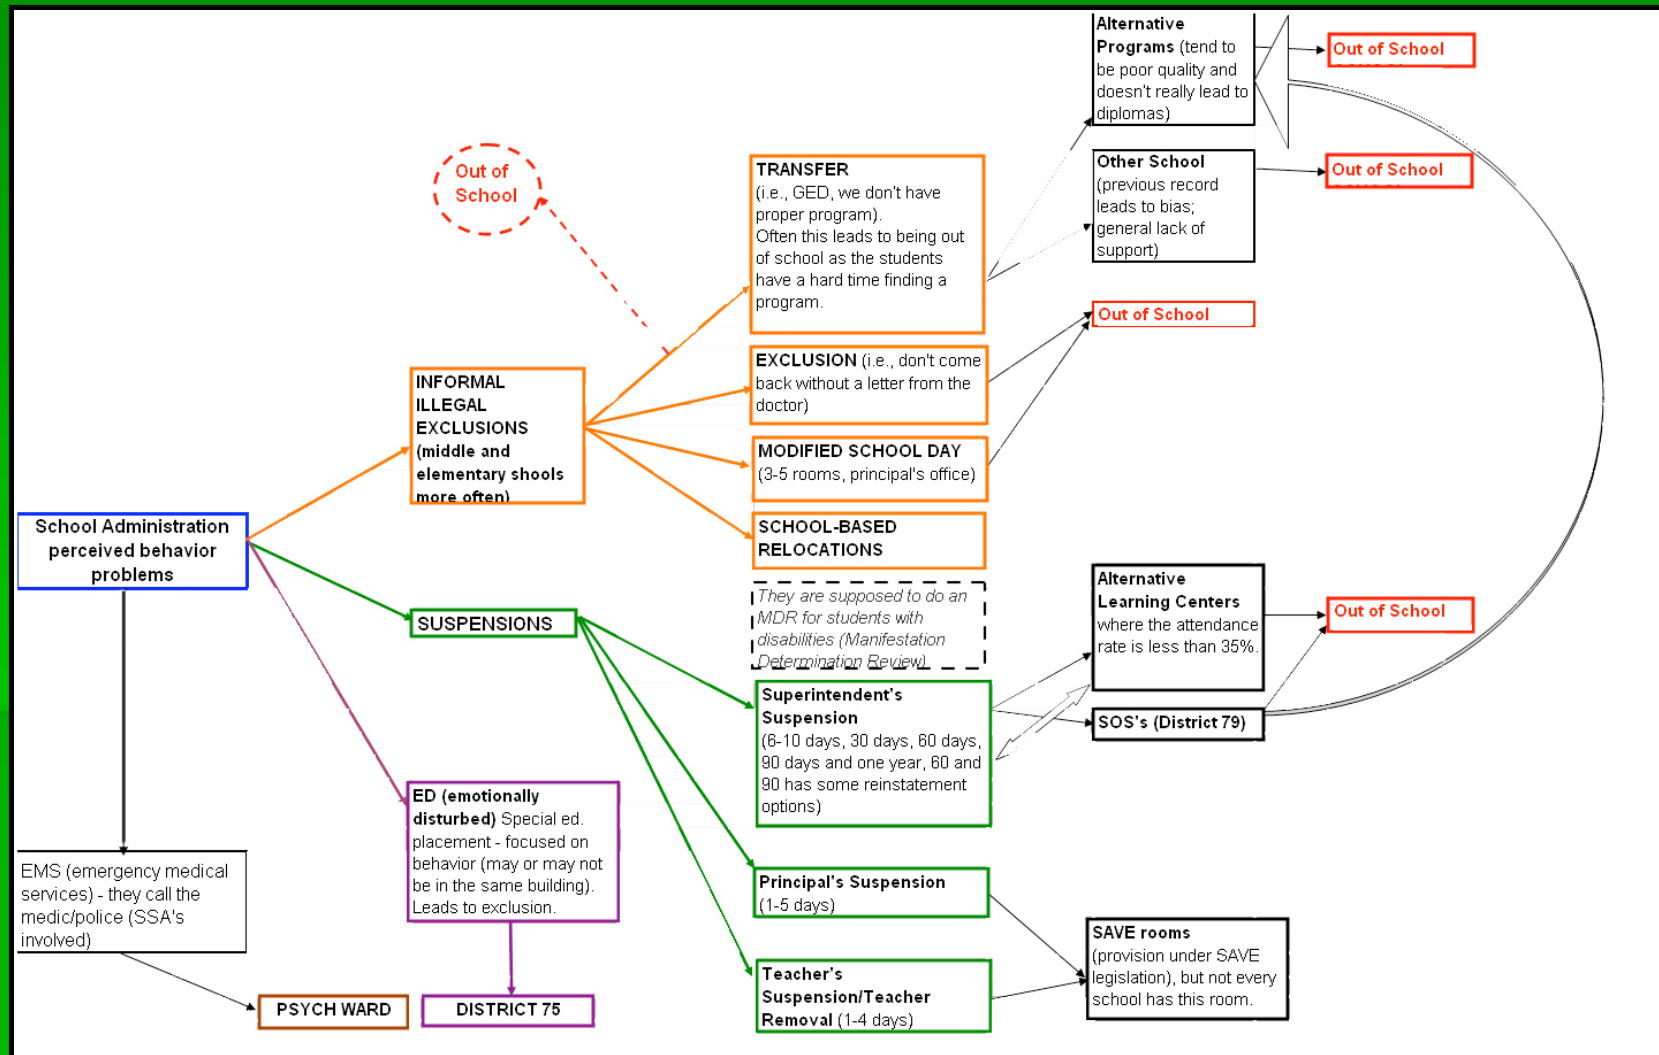 Alternative
Programs (tend to
be poor quality and
doesn't really lead to
diplomas)
Out of School
Other School
(previous record
leads to bias;
general lack of
support)
Out of School
Out of
School
TRANSFER
(i.e., GED, we don't have
proper program).
Often this leads to being out
of school as the students
have a hard time finding a
program.
Out of School
EXCLUSION (i.e., don't come
back without a letter from the
doctor)
INFORMAL
ILLEGAL
EXCLUSIONS
(middle and
elementary shools
more often)
MODIFIED SCHOOL DAY
(3-5 rooms, principal's office)
SCHOOL-BASED
RELOCATIONS
School Administration
perceived behavior
problems
They are supposed to do an
MDR for students with
disabilities (Manifestation
Determination Review)
SUSPENSIONS
Alternative
Learning Centers
where the attendance
rate is less than 35%.
Out of School
Superintendent's
Suspension
(6-10 days, 30 days, 60 days,
90 days and one year, 60 and
90 has some reinstatement
options)
SOS's (District 79)
ED (emotionally
disturbed) Special ed.
placement - focused on
behavior (may or may not
be in the same building).
Leads to exclusion.
EMS (emergency medical
services) - they call the
medic/police (SSA's
involved)
Principal's Suspension
(1-5 days)
SAVE rooms
(provision under SAVE
legislation), but not every
school has this room.
Teacher's
Suspension/Teacher
Removal (1-4 days)
PSYCH WARD
DISTRICT 75